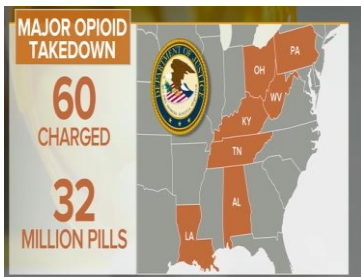 MAJOR OPIOID
TAKEDOWN
60
CHARGED
32
MILLION PILLS
PA
OH
WV
KY
TN
AL
LA